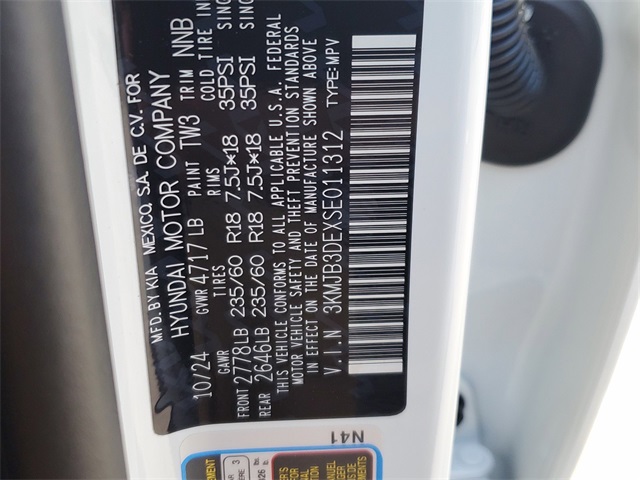 MFD. BY KIA MEXICO, S.A. DE C.V. FOR
HYUNDAI MOTOR COMPANY
10/24 GVWR 4717 LB PAINT TW3 TRIM NNB
GAWR TIRES RIMS COLD TIRE IN
FRONT 2778LB 235/60 R18 7.5J*18 35PSI SING
REAR 2646LB 235/60 R18 7.5J*18 35PSI SING
THIS VEHICLE CONFORMS TO ALL APPLICABLE U.S.A. FEDERAL
MOTOR VEHICLE SAFETY AND THEFT PREVENTION STANDARDS
IN EFFECT ON THE DATE OF MANUFACTURE SHOWN ABOVE
V.I.N 3KMJB3DEXSE011312 TYPE:MPV
N41